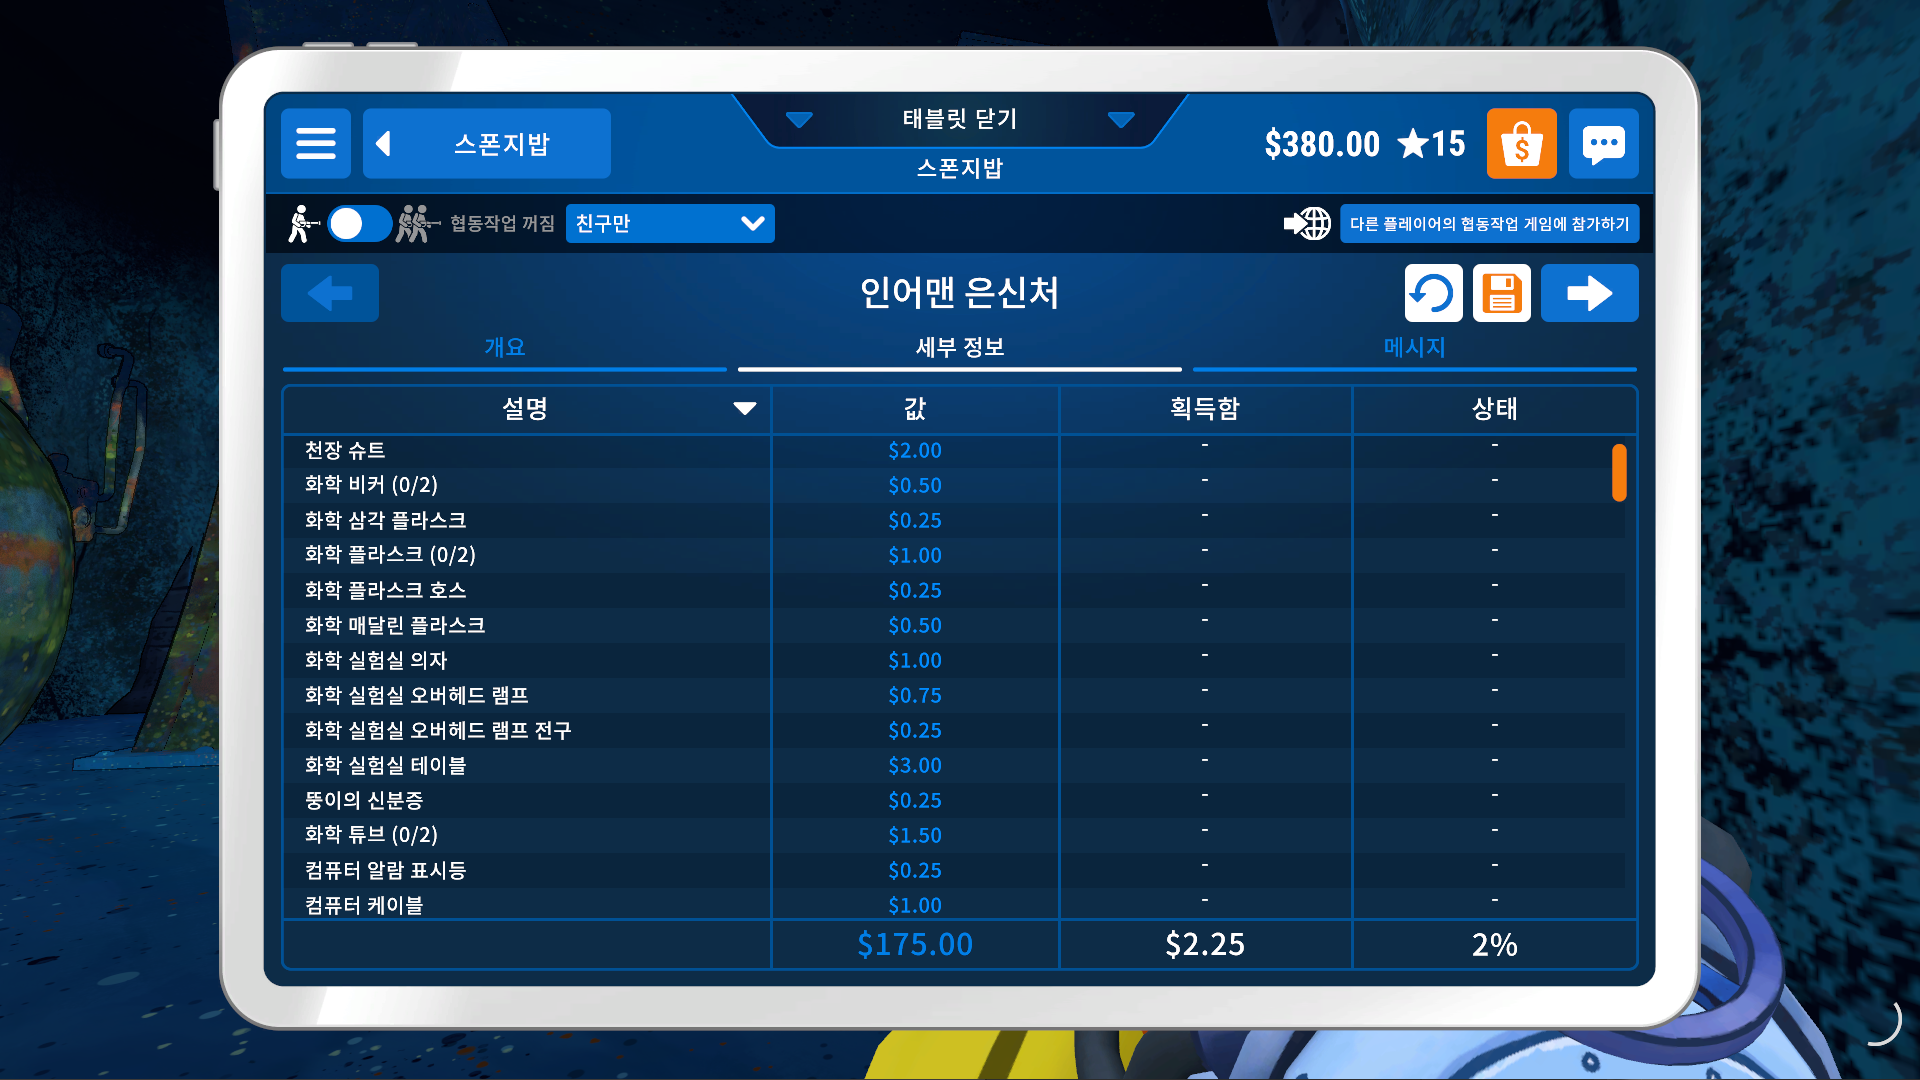 태블릿 닫기
스폰지밥
스폰지밥
$380.00 ★15
협동작업 꺼짐
친구만
다른 플레이어의 협동작업 게임에 참가하기
인어맨 은신처
개요
세부 정보
메시지
설명 값 획득함 상태
천장 슈트 $2.00 - -
화학 비커 (0/2) $0.50 - -
화학 삼각 플라스크 $0.25 - -
화학 플라스크 (0/2) $1.00 - -
화학 플라스크 호스 $0.25 - -
화학 매달린 플라스크 $0.50 - -
화학 실험실 의자 $1.00 - -
화학 실험실 오버헤드 램프 $0.75 - -
화학 실험실 오버헤드 램프 전구 $0.25 - -
화학 실험실 테이블 $3.00 - -
뚱이의 신분증 $0.25 - -
화학 튜브 (0/2) $1.50 - -
컴퓨터 알람 표시등 $0.25 - -
컴퓨터 케이블 $1.00 - -
$175.00 $2.25 2%